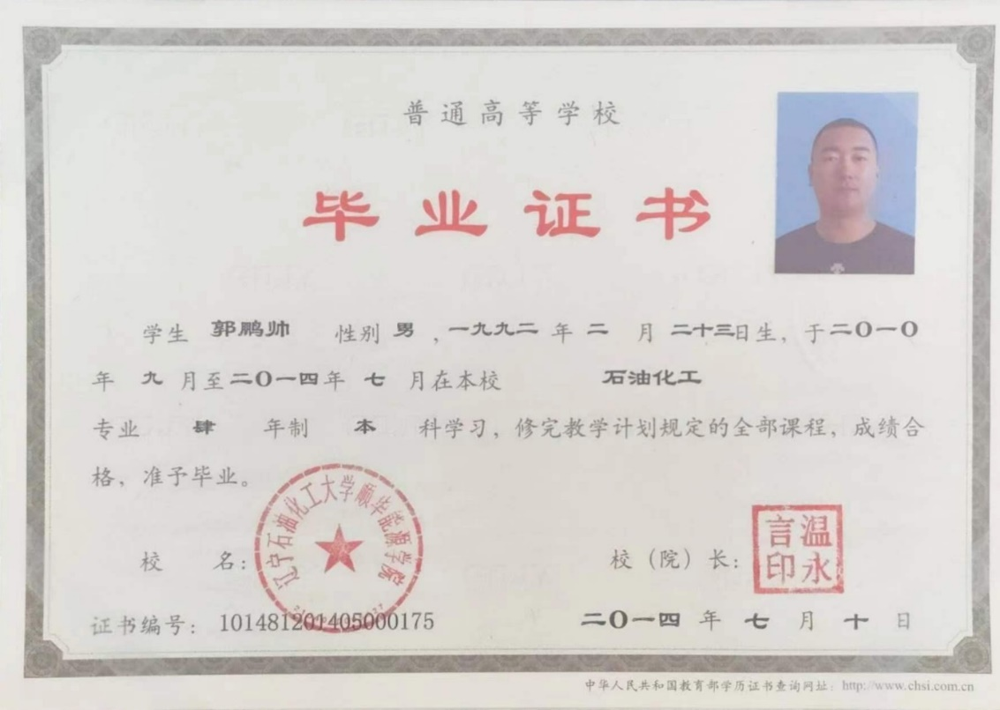 普通高等学校
毕业证书
学生 郭鹏帅 性别 男 ,一九九二 年 二 月 二十三日生, 于二〇一〇
年 九 月至二〇一四年 七 月在本校 石油化工
专业 肆 年制 本 科学习, 修完教学计划规定的全部课程, 成绩合
格, 准予毕业。
辽宁石油化工大学顺华能源学院
校 名:
校（院）长:
温永言印
证书编号: 101481201405000175
二〇一四 年 七 月 十 日
中华人民共和国教育部学历证书查询网址: http://www.chsi.com.cn